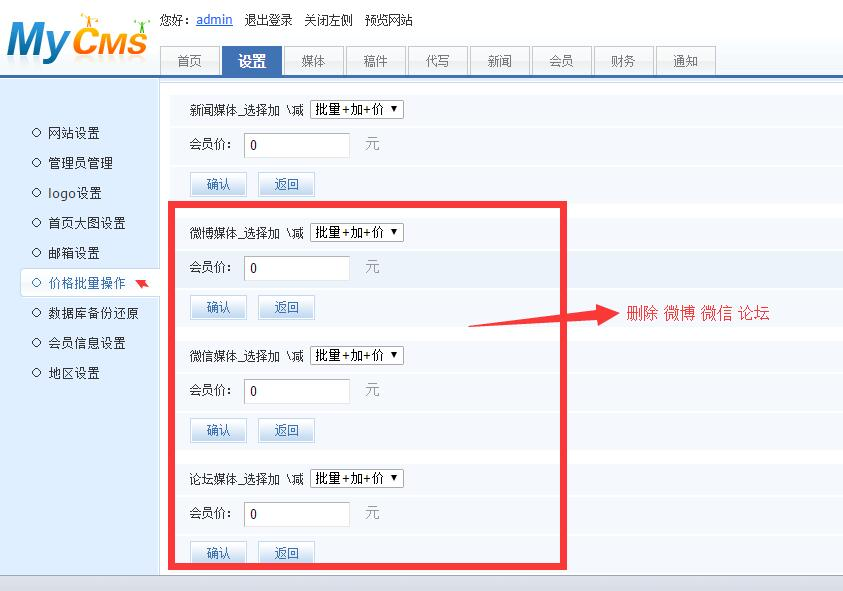 MyCMS
您好：admin 退出登录 关闭左侧 预览网站
首页 设置 媒体 稿件 代写 新闻 会员 财务 通知
网站设置
管理员管理
logo设置
首页大图设置
邮箱设置
价格批量操作
数据库备份还原
会员信息设置
地区设置
新闻媒体_选择加 \减 批量+加+价
会员价： 0 元
确认 返回
微博媒体_选择加 \减 批量+加+价
会员价： 0 元
确认 返回
删除 微博 微信 论坛
微信媒体_选择加 \减 批量+加+价
会员价： 0 元
确认 返回
论坛媒体_选择加 \减 批量+加+价
会员价： 0 元
确认 返回